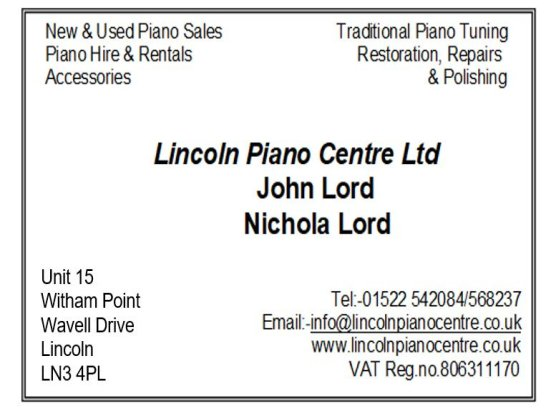 New & Used Piano Sales
Piano Hire & Rentals
Accessories
Traditional Piano Tuning
Restoration, Repairs
& Polishing
Lincoln Piano Centre Ltd
John Lord
Nichola Lord
Unit 15
Witham Point
Wavell Drive
Lincoln
LN3 4PL
Tel:-01522 542084/568237
Email:-info@lincolnpianocentre.co.uk
www.lincolnpianocentre.co.uk
VAT Reg.no.806311170